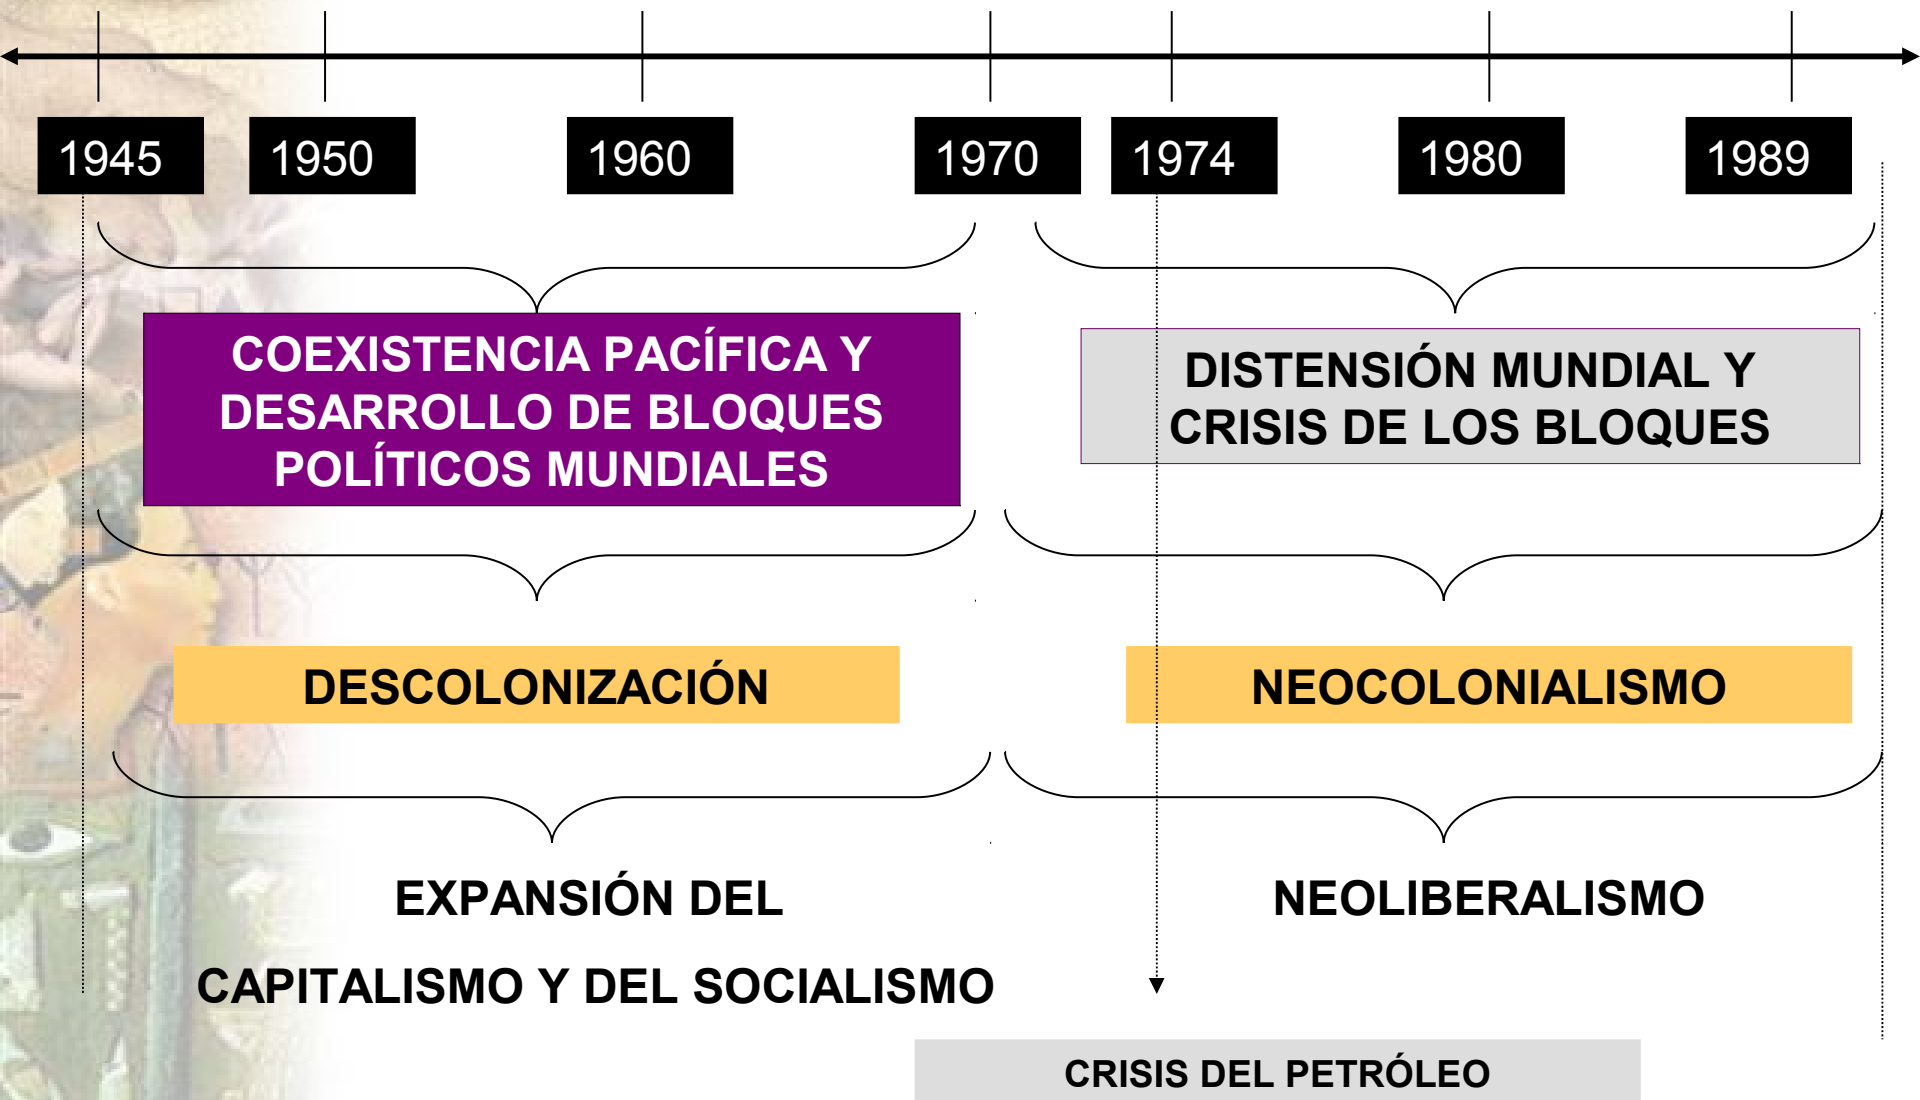 1945 1950 1960 1970 1974 1980 1989
COEXISTENCIA PACÍFICA Y
DESARROLLO DE BLOQUES
POLÍTICOS MUNDIALES
DISTENSIÓN MUNDIAL Y
CRISIS DE LOS BLOQUES
DESCOLONIZACIÓN
NEOCOLONIALISMO
EXPANSIÓN DEL
CAPITALISMO Y DEL SOCIALISMO
NEOLIBERALISMO
CRISIS DEL PETRÓLEO